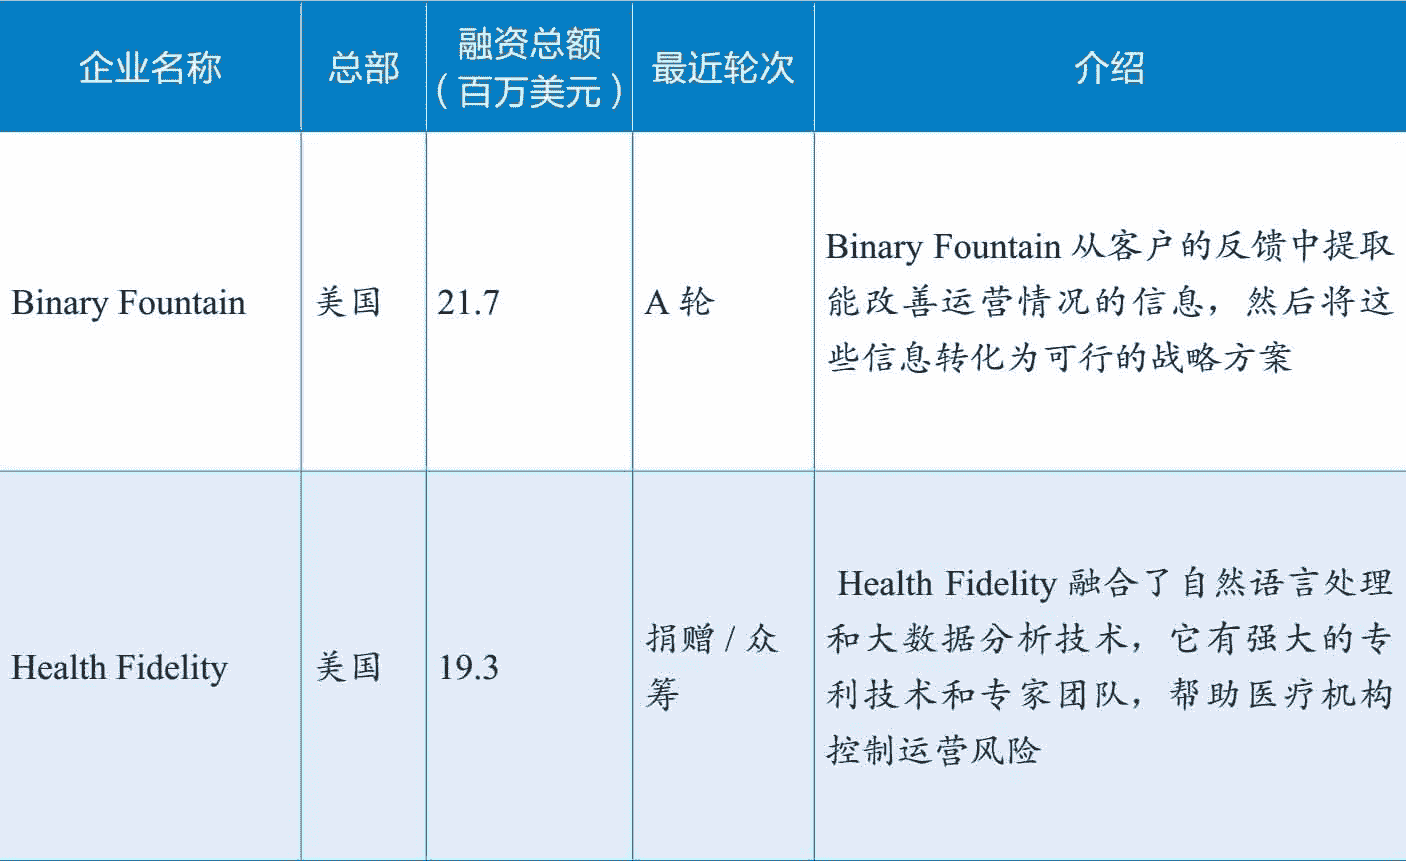 企业名称 总部 融资总额 最近轮次 介绍
（百万美元）
Binary Fountain 美国 21.7 A 轮
Binary Fountain 从客户的反馈中提取
能改善运营情况的信息，然后将这
些信息转化为可行的战略方案
Health Fidelity 美国 19.3
捐赠 / 众
筹
Health Fidelity 融合了自然语言处理
和大数据分析技术，它有强大的专
利技术和专家团队，帮助医疗机构
控制运营风险